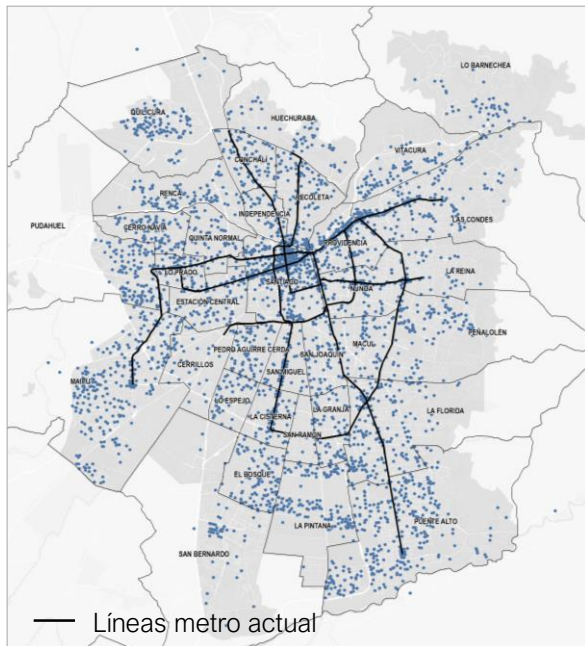 LO BARNECHEA
QUILICURA
HUECHURABA
VITACURA
CONCHALÍ
RENCA
RECOLETA
INDEPENDENCIA
LAS CONDES
PUDAHUEL
CERRO NAVIA
QUINTA NORMAL
PROVIDENCIA
LO PRADO
SANTIAGO
LA REINA
ESTACIÓN CENTRAL
ÑUÑOA
PEÑALOLÉN
MACUL
PEDRO AGUIRRE CERDA
SAN JOAQUÍN
CERRILLOS
SAN MIGUEL
MAIPÚ
LO ESPEJO
LA GRANJA
LA FLORIDA
LA CISTERNA
SAN RAMÓN
EL BOSQUE
LA PINTANA
PUENTE ALTO
SAN BERNARDO
Líneas metro actual